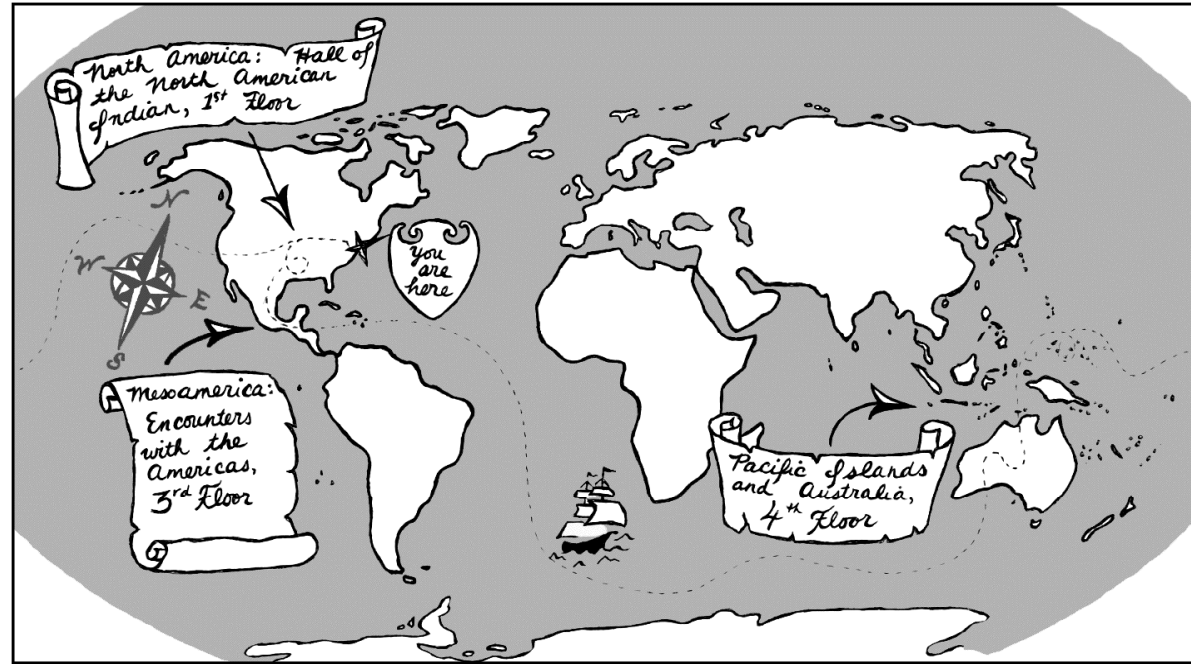 North America: Hall of
the North American
Indian, 1st Floor
N
W
E
S
you
are
here
Mesoamerica:
Encounters
with the
Americas,
3rd Floor
Pacific Islands
and Australia,
4th Floor